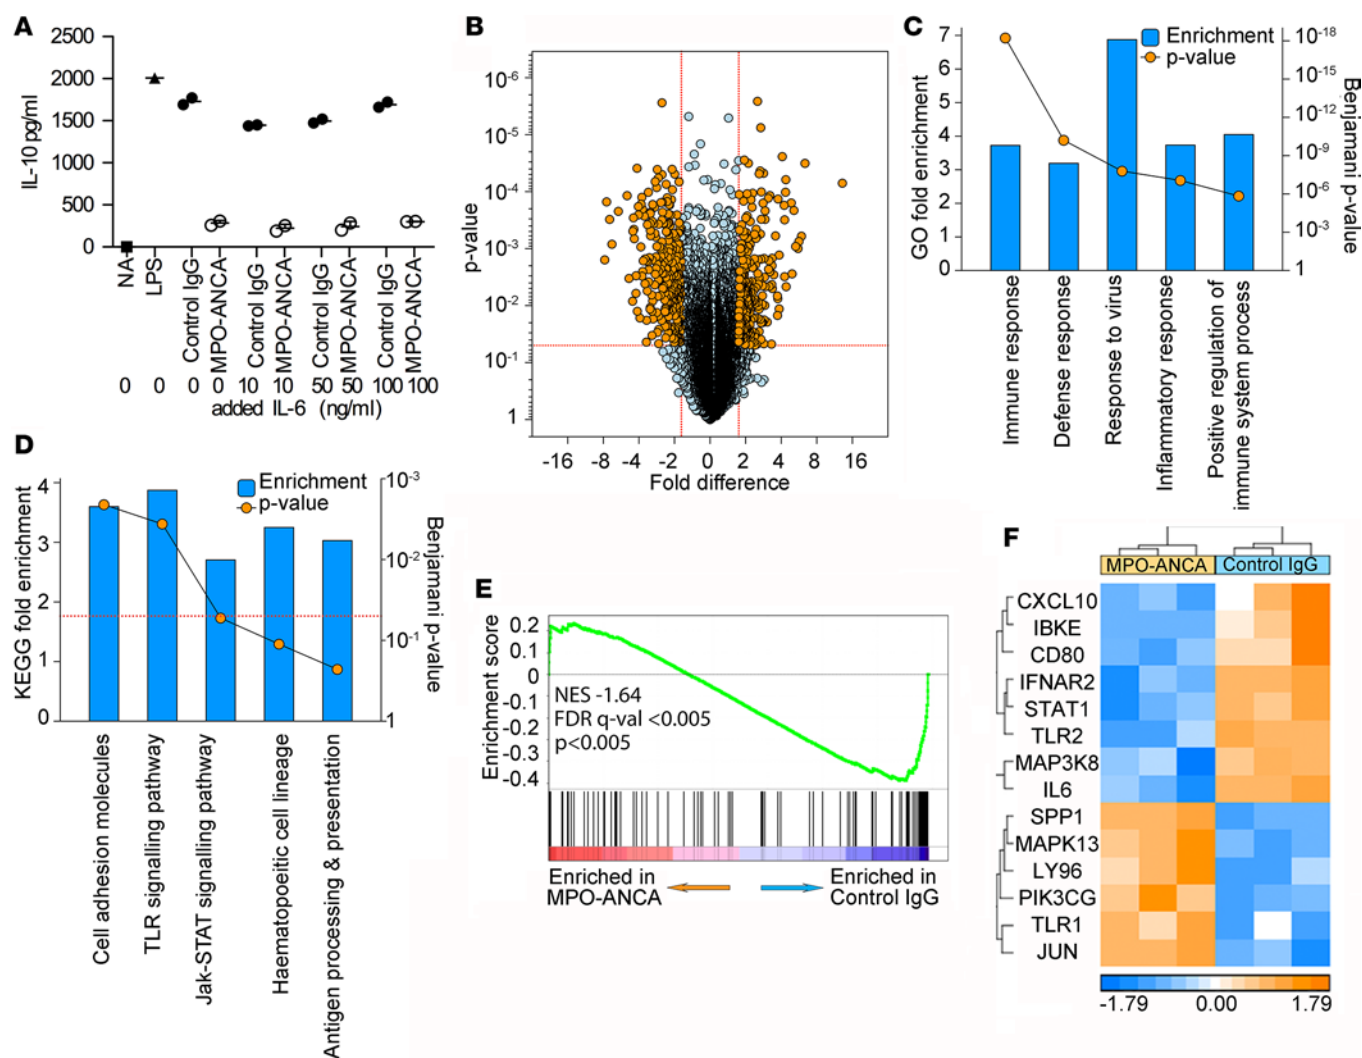 A
2500
2000
1500
1000
500
0
IL-10 pg/ml
NA
LPS
Control IgG
MPO-ANCA
Control IgG
MPO-ANCA
Control IgG
MPO-ANCA
Control IgG
MPO-ANCA
0 0 0 0 10 10 50 50 100 100
added IL-6 (ng/ml)
B
10-6
10-5
10-4
10-3
10-2
10-1
1
p-value
-16 -8 -4 -2 0 2 4 8 16
Fold difference
C
7
6
5
4
3
2
1
0
GO fold enrichment
Enrichment
p-value
10-18
10-15
10-12
10-9
10-6
10-3
1
Benjamani p-value
Immune response
Defense response
Response to virus
Inflammatory response
Positive regulation of
immune system process
D
4
3
2
1
0
KEGG fold enrichment
Enrichment
p-value
10-3
10-2
10-1
1
Benjamani p-value
Cell adhesion molecules
TLR signalling pathway
Jak-STAT signalling pathway
Haematopoeitic cell lineage
Antigen processing & presentation
E
0.2
0.1
0
-0.1
-0.2
-0.3
-0.4
Enrichment score
NES -1.64
FDR q-val <0.005
p<0.005
Enriched in
MPO-ANCA
Enriched in
Control IgG
F
MPO-ANCA Control IgG
CXCL10
IBKE
CD80
IFNAR2
STAT1
TLR2
MAP3K8
IL6
SPP1
MAPK13
LY96
PIK3CG
TLR1
JUN
-1.79 0.00 1.79